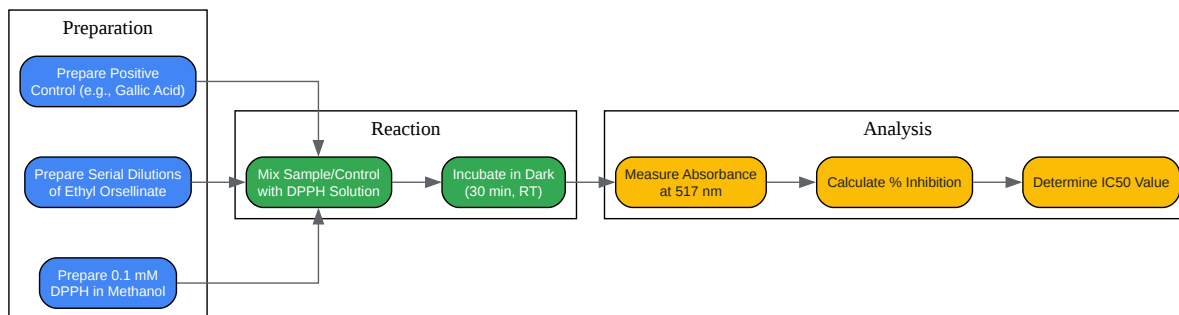 Preparation
Prepare Positive
Control (e.g., Gallic Acid)
Prepare Serial Dilutions
of Ethyl Orsellinate
Prepare 0.1 mM
DPPH in Methanol
Reaction
Mix Sample/Control
with DPPH Solution
Incubate in Dark
(30 min, RT)
Analysis
Measure Absorbance
at 517 nm
Calculate % Inhibition
Determine IC50 Value